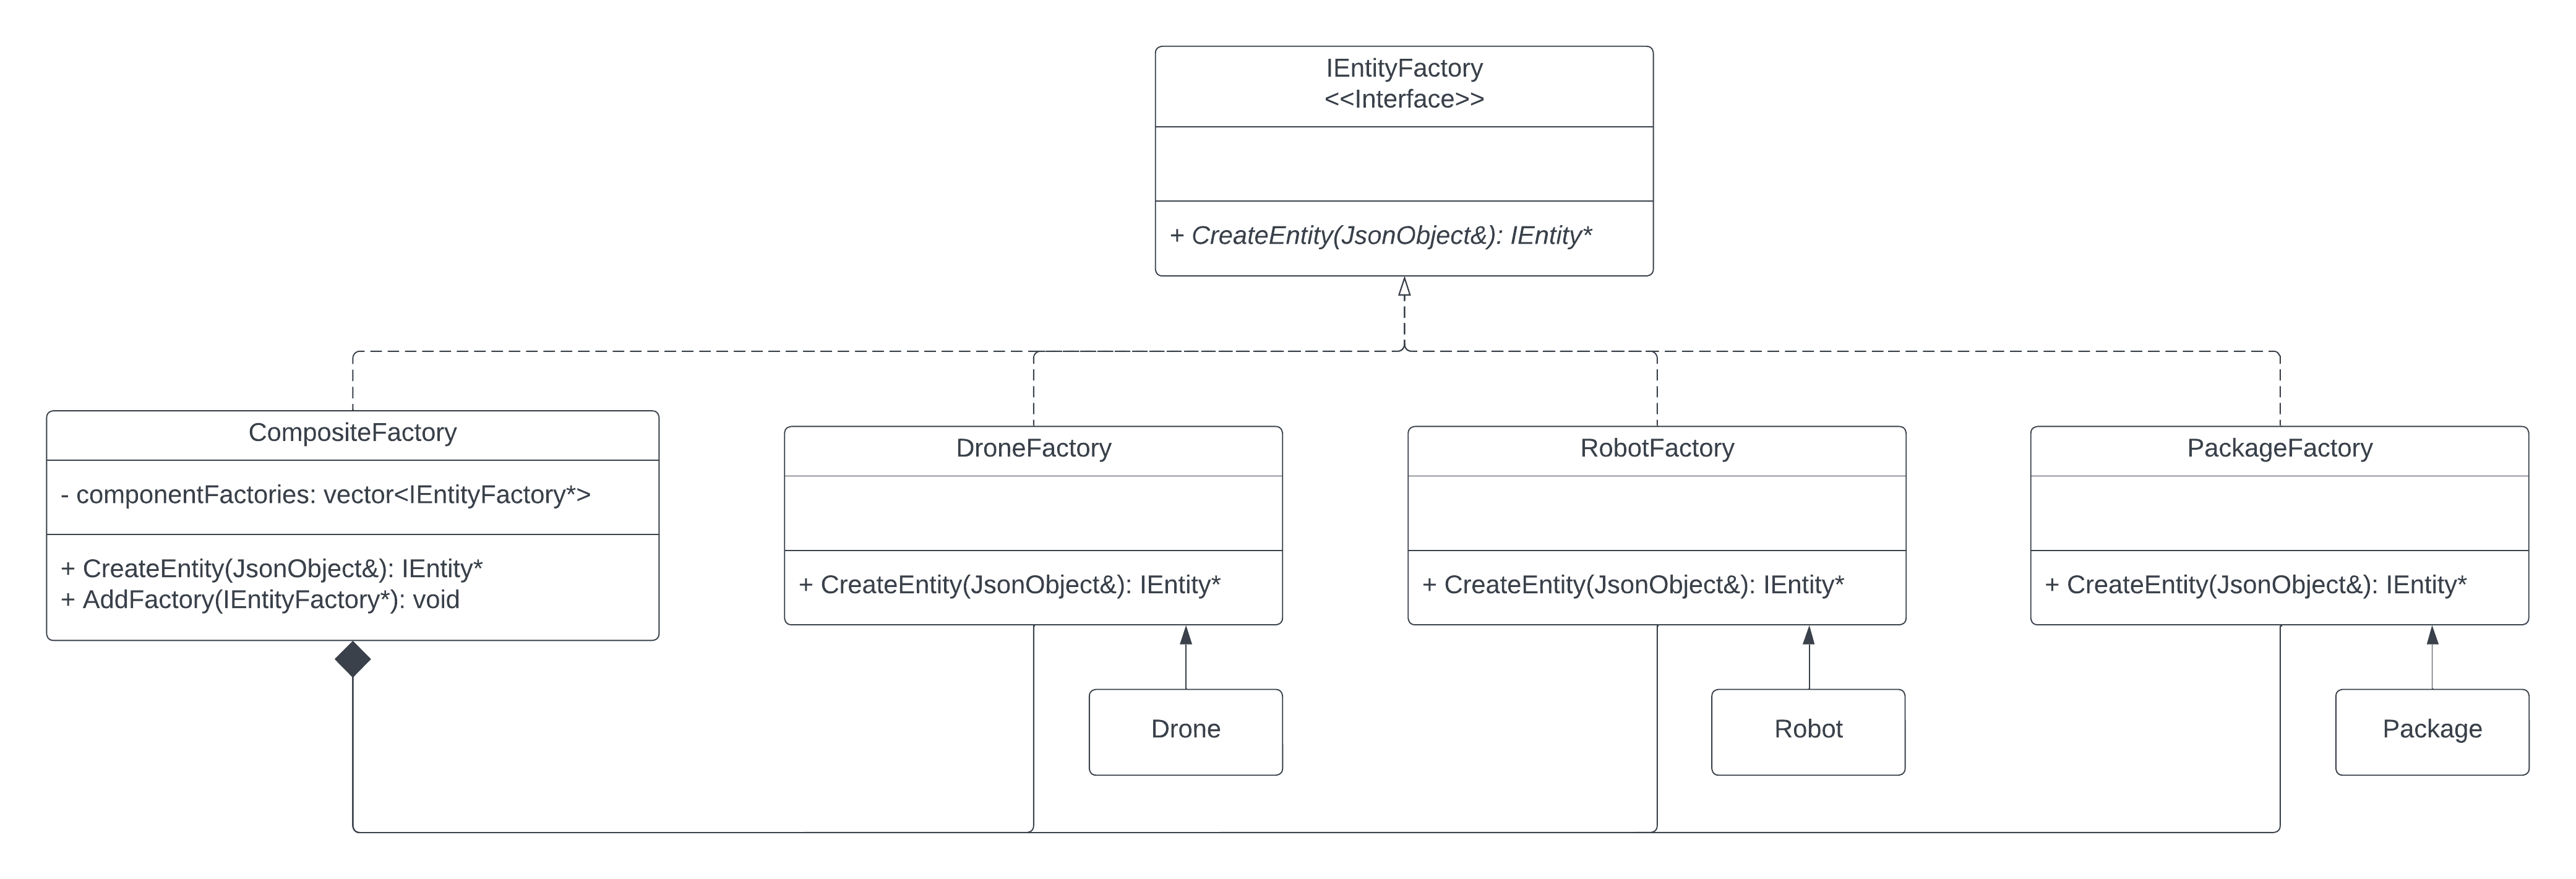 IEntityFactory
<<Interface>>
+ CreateEntity(JsonObject&): IEntity*
CompositeFactory
- componentFactories: vector<IEntityFactory*>
+ CreateEntity(JsonObject&): IEntity*
+ AddFactory(IEntityFactory*): void
DroneFactory
+ CreateEntity(JsonObject&): IEntity*
RobotFactory
+ CreateEntity(JsonObject&): IEntity*
PackageFactory
+ CreateEntity(JsonObject&): IEntity*
Drone
Robot
Package